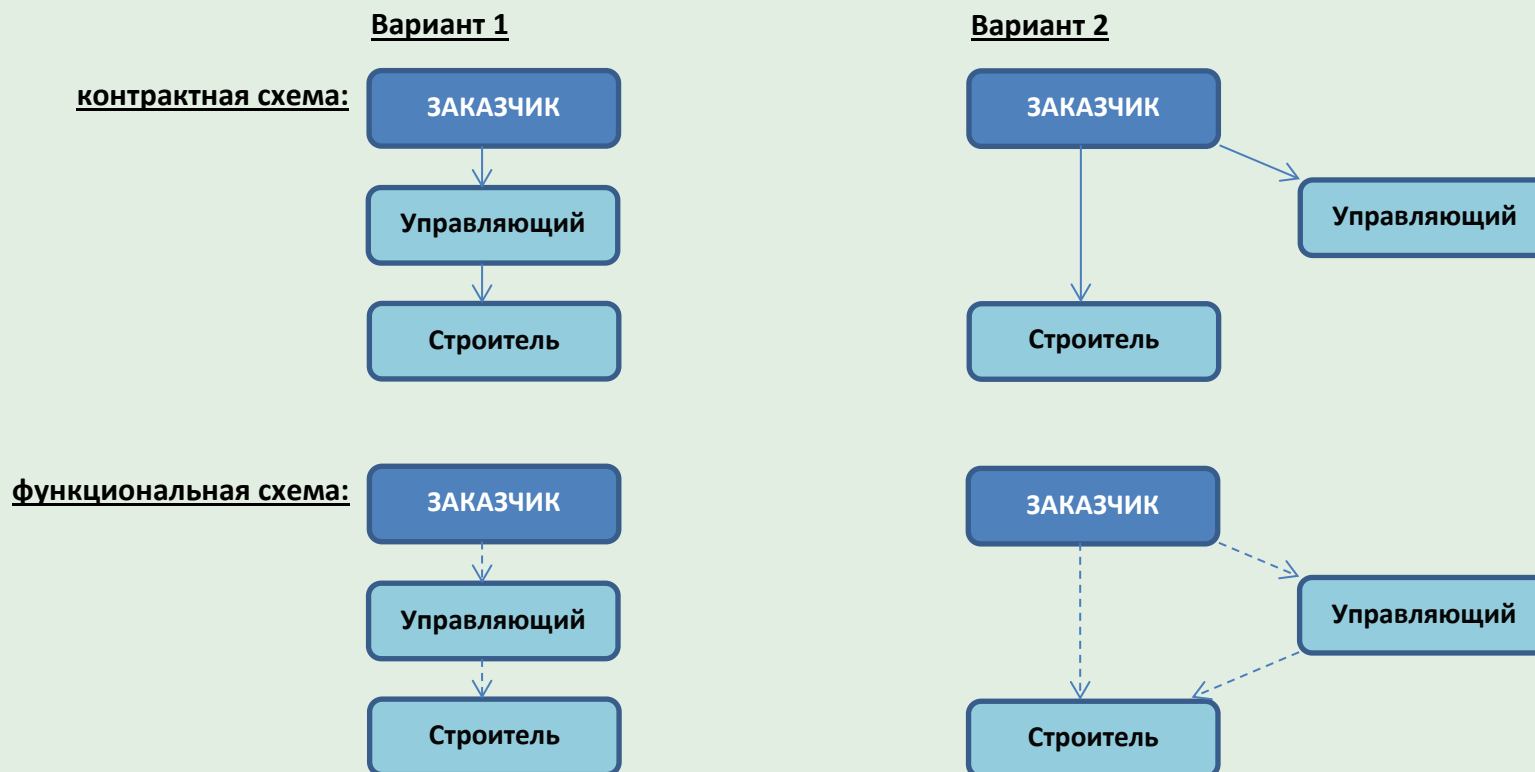 Вариант 1
Вариант 2
контрактная схема:
ЗАКАЗЧИК
ЗАКАЗЧИК
Управляющий
Управляющий
Строитель
Строитель
функциональная схема:
ЗАКАЗЧИК
ЗАКАЗЧИК
Управляющий
Управляющий
Строитель
Строитель